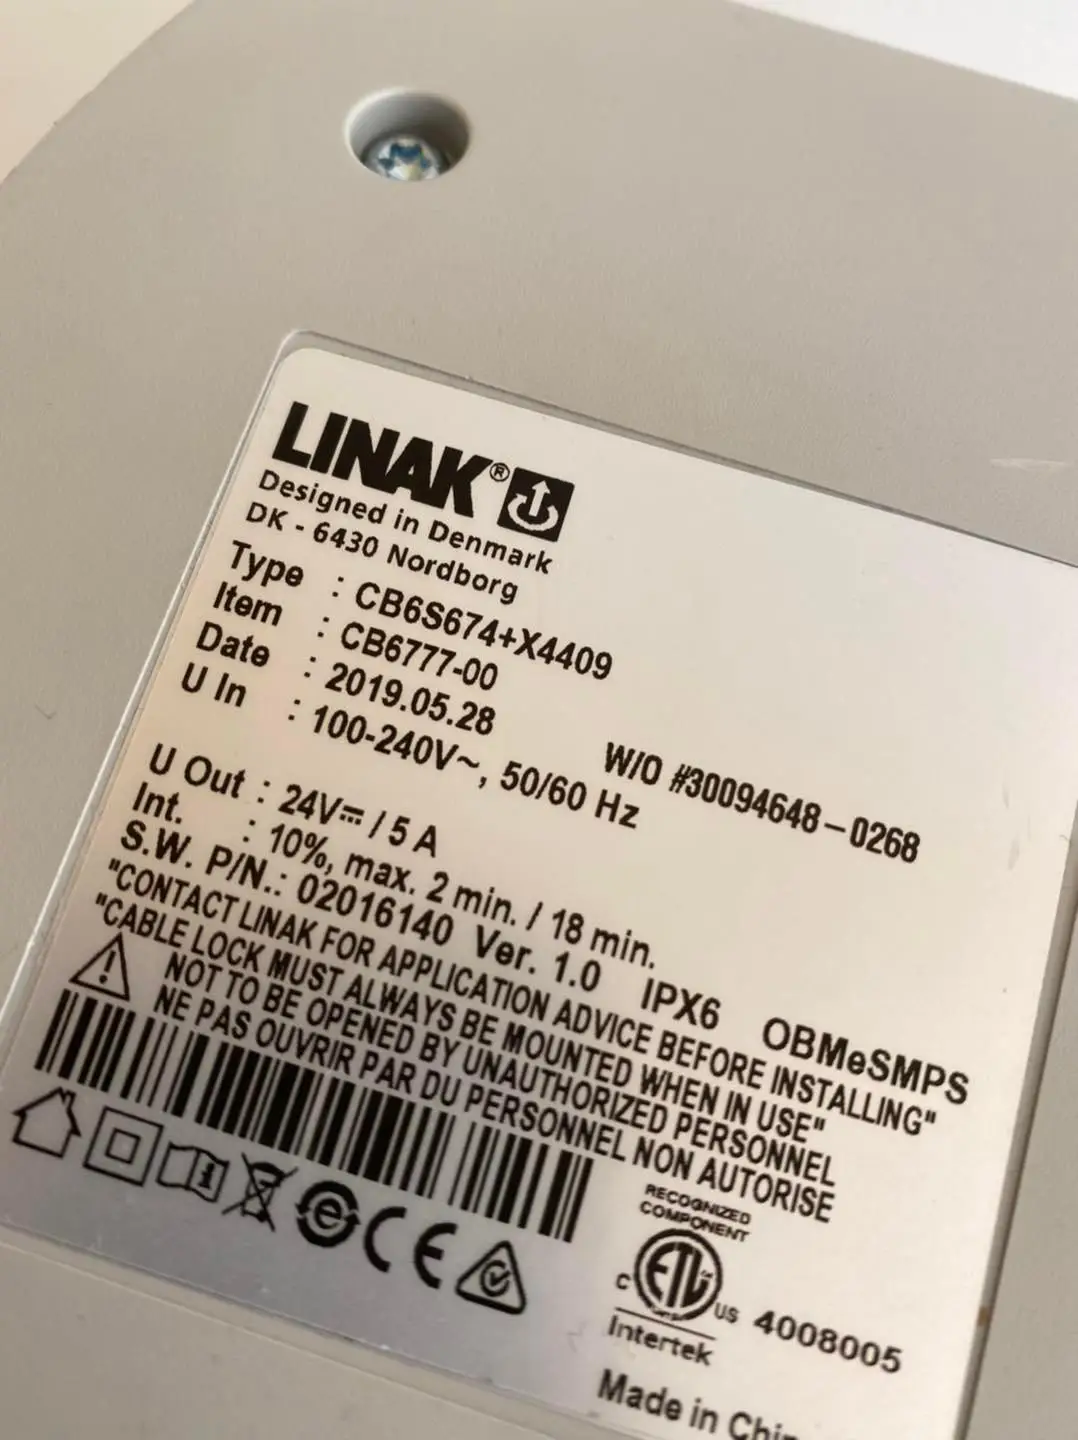 LINAK®
Designed in Denmark
DK - 6430 Nordborg
Type : CB6S674+X4409
Item : CB6777-00
Date : 2019.05.28
W/O #30094648-0268
U In : 100-240V~, 50/60 Hz
U Out : 24V⎓ / 5 A
Int. : 10%, max. 2 min. / 18 min.
S.W. P/N.: 02016140 Ver. 1.0 IPX6 OBMeSMPS
"CONTACT LINAK FOR APPLICATION ADVICE BEFORE INSTALLING"
"CABLE LOCK MUST ALWAYS BE MOUNTED WHEN IN USE"
NOT TO BE OPENED BY UNAUTHORIZED PERSONNEL
NE PAS OUVRIR PAR DU PERSONNEL NON AUTORISE
RECOGNIZED
COMPONENT
C ETL US 4008005
Intertek
Made in